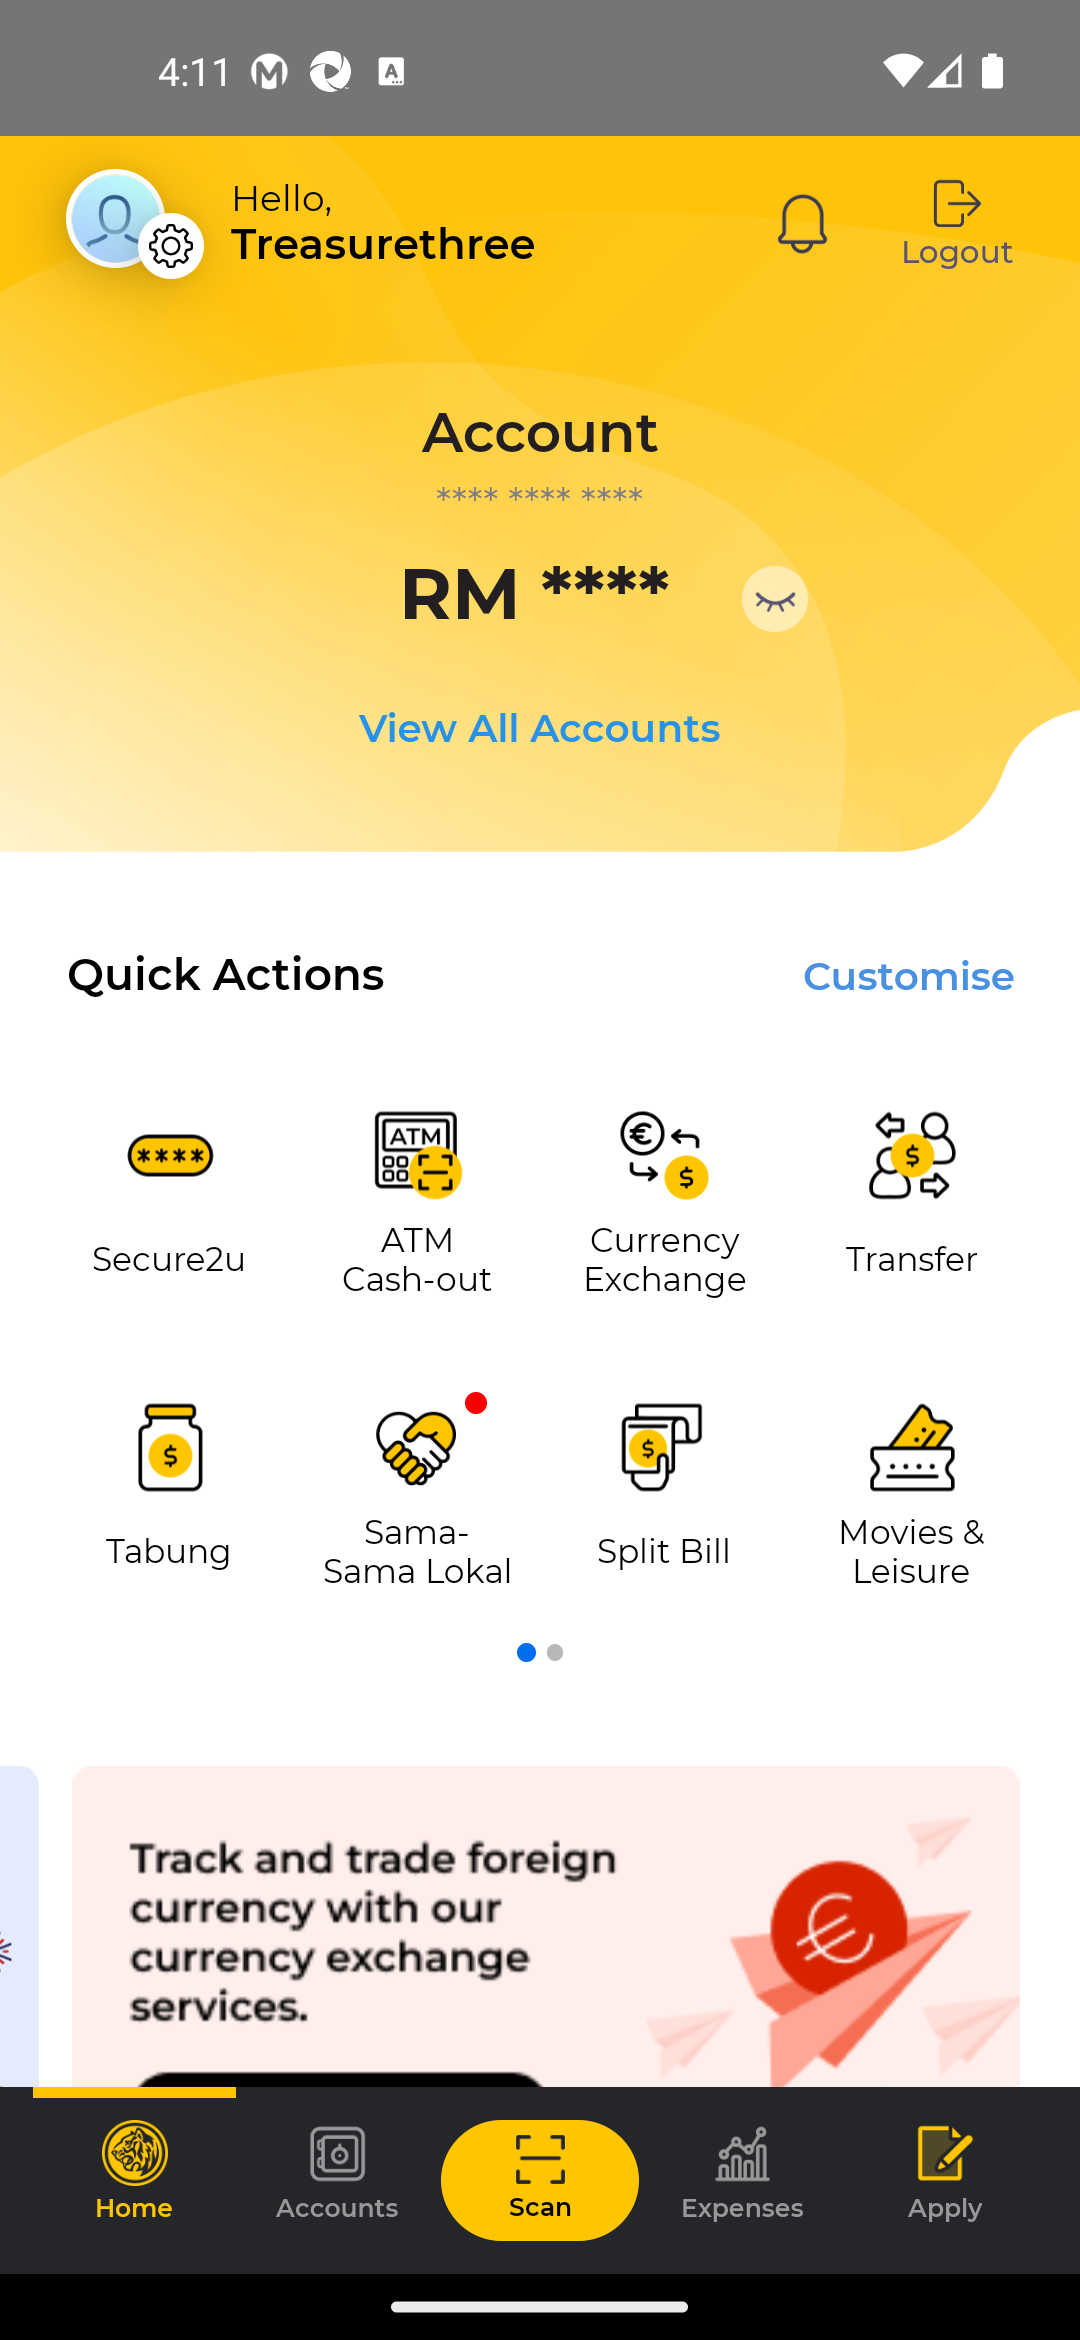 4:11
Hello,
Treasurethree
Logout
Account
**** **** ****
RM ****
View All Accounts
Quick Actions
Customise
****
Secure2u
ATM
ATM
Cash-out
Currency
Exchange
Transfer
Tabung
Sama-
Sama Lokal
Split Bill
Movies &
Leisure
Track and trade foreign
currency with our
currency exchange
services.
Home
Accounts
Scan
Expenses
Apply